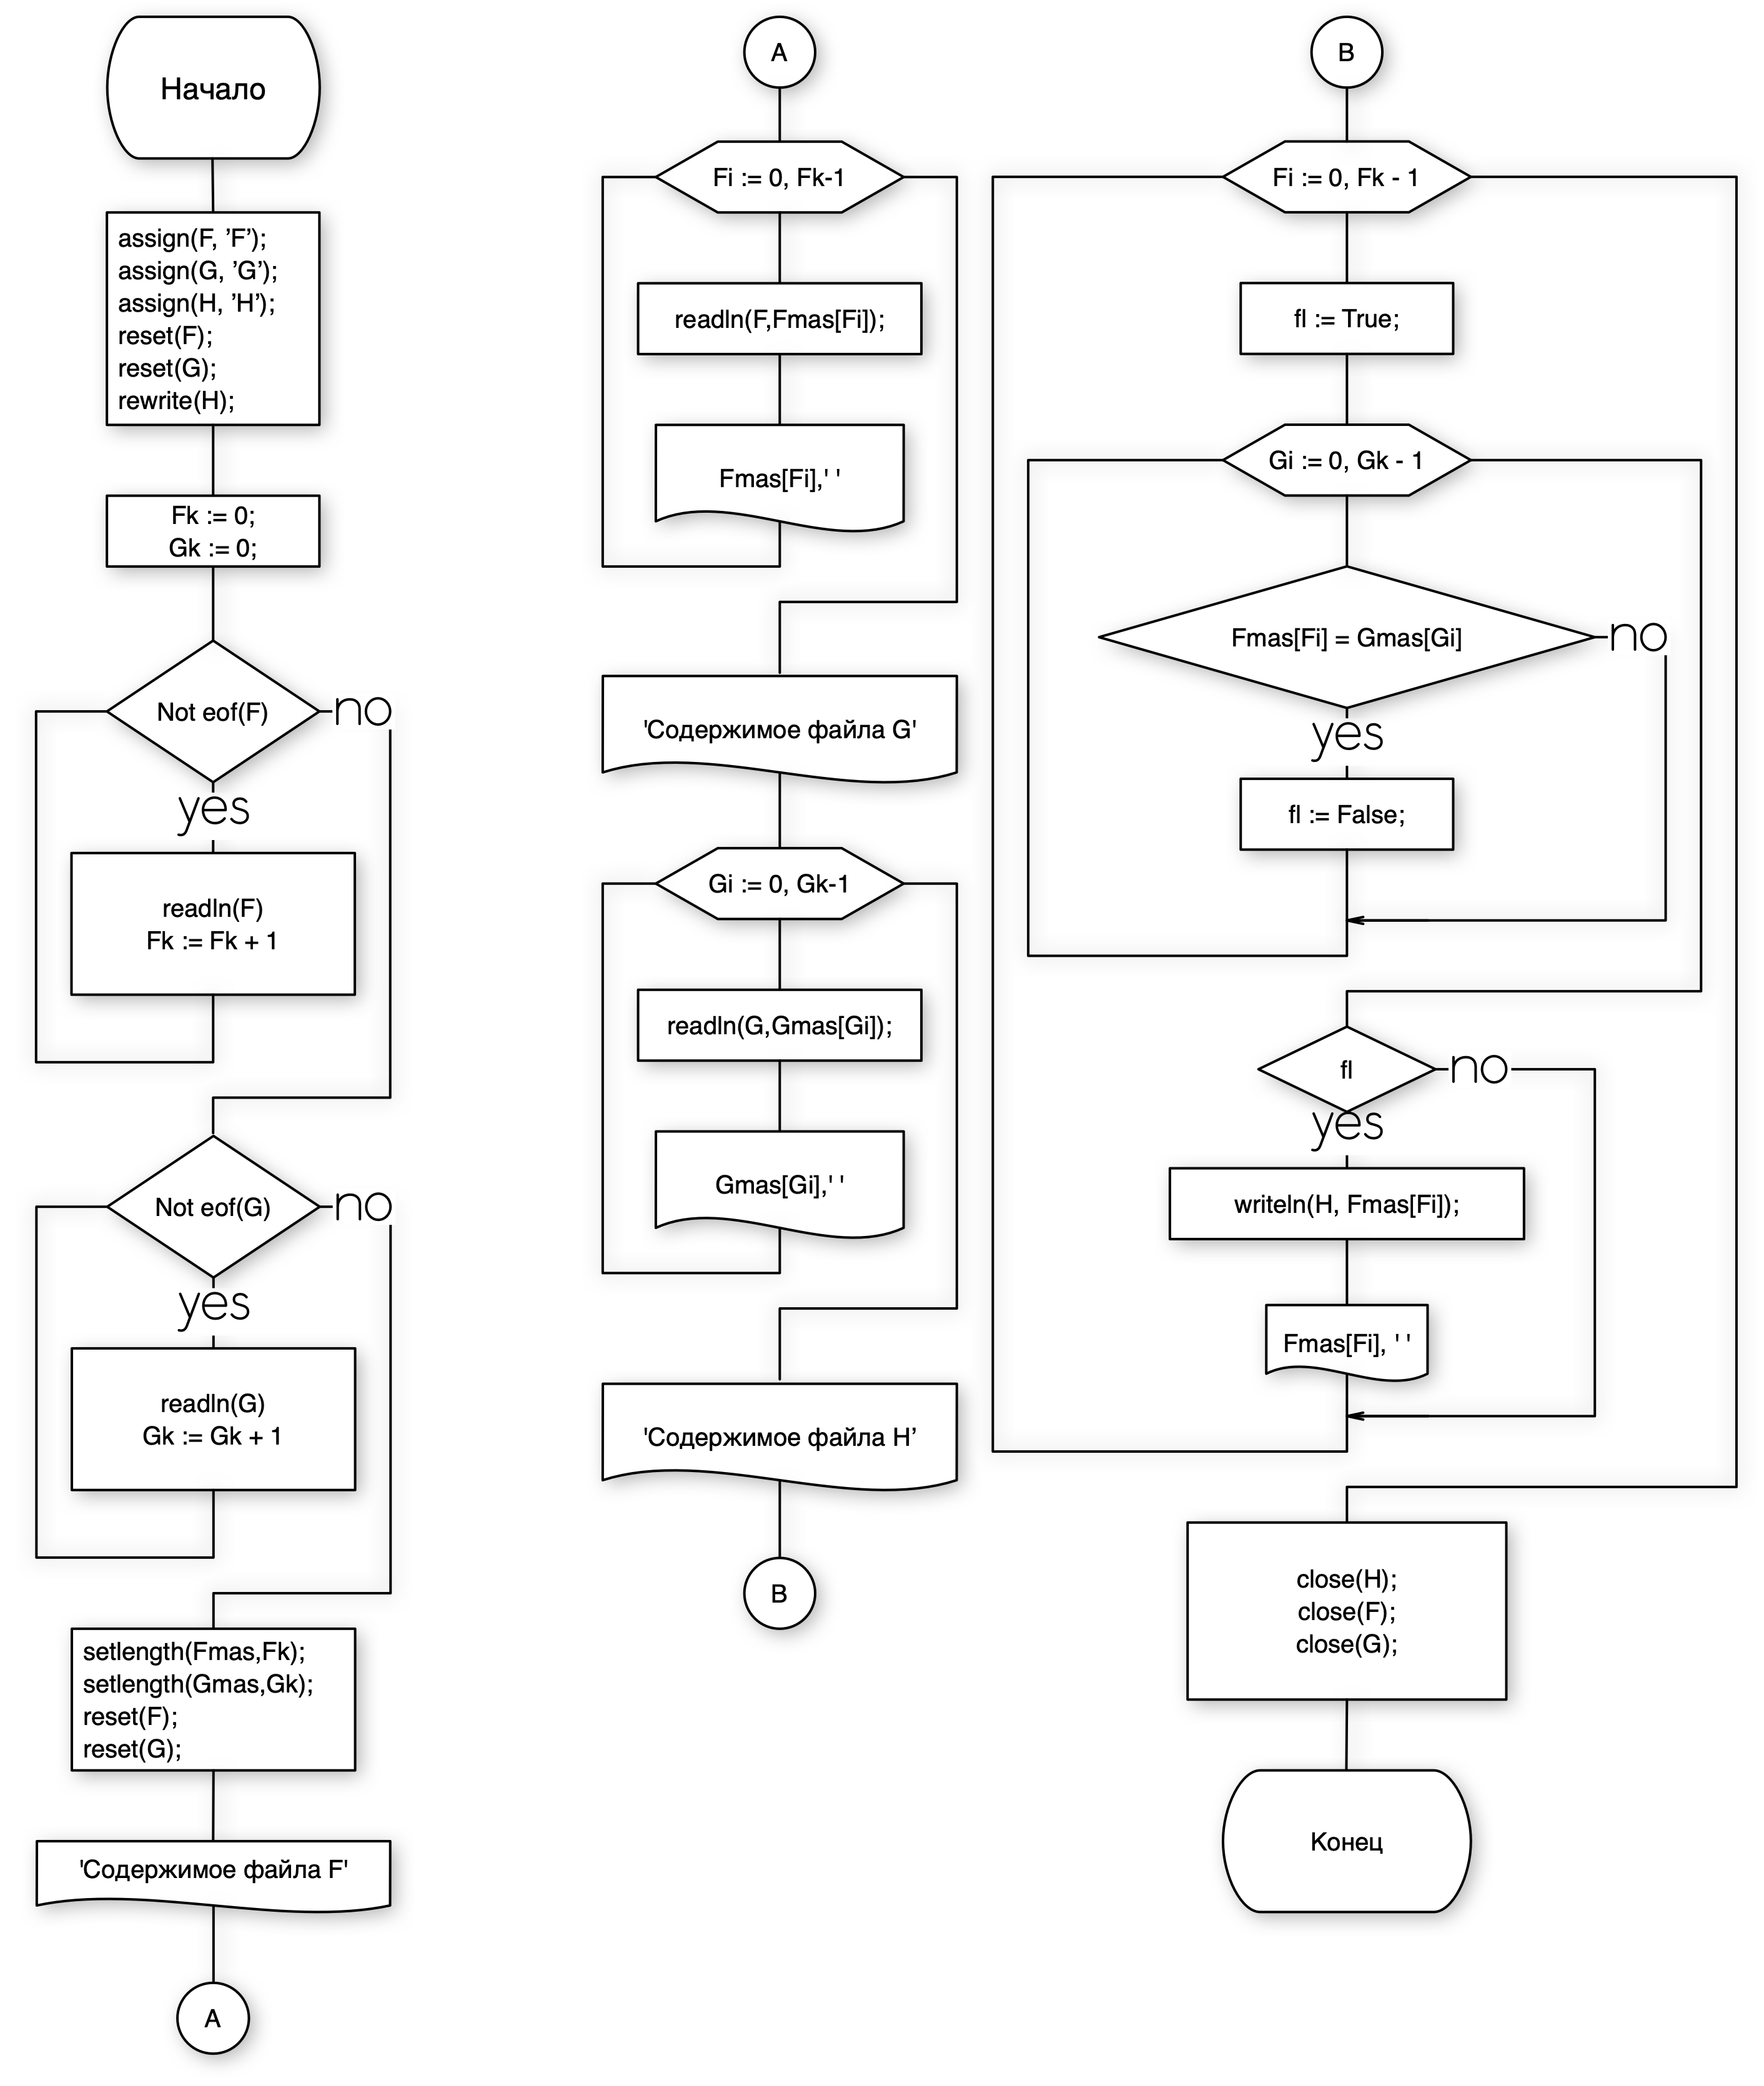 Начало
assign(F, ’F’);
assign(G, ’G’);
assign(H, ’H’);
reset(F);
reset(G);
rewrite(H);
Fk := 0;
Gk := 0;
Not eof(F)
no
yes
readln(F)
Fk := Fk + 1
Not eof(G)
no
yes
readln(G)
Gk := Gk + 1
setlength(Fmas,Fk);
setlength(Gmas,Gk);
reset(F);
reset(G);
'Содержимое файла F'
A
A
Fi := 0, Fk-1
readln(F,Fmas[Fi]);
Fmas[Fi],' '
'Содержимое файла G'
Gi := 0, Gk-1
readln(G,Gmas[Gi]);
Gmas[Gi],' '
'Содержимое файла H’
B
B
Fi := 0, Fk - 1
fl := True;
Gi := 0, Gk - 1
Fmas[Fi] = Gmas[Gi]
no
yes
fl := False;
fl
no
yes
writeln(H, Fmas[Fi]);
Fmas[Fi], ' '
close(H);
close(F);
close(G);
Конец